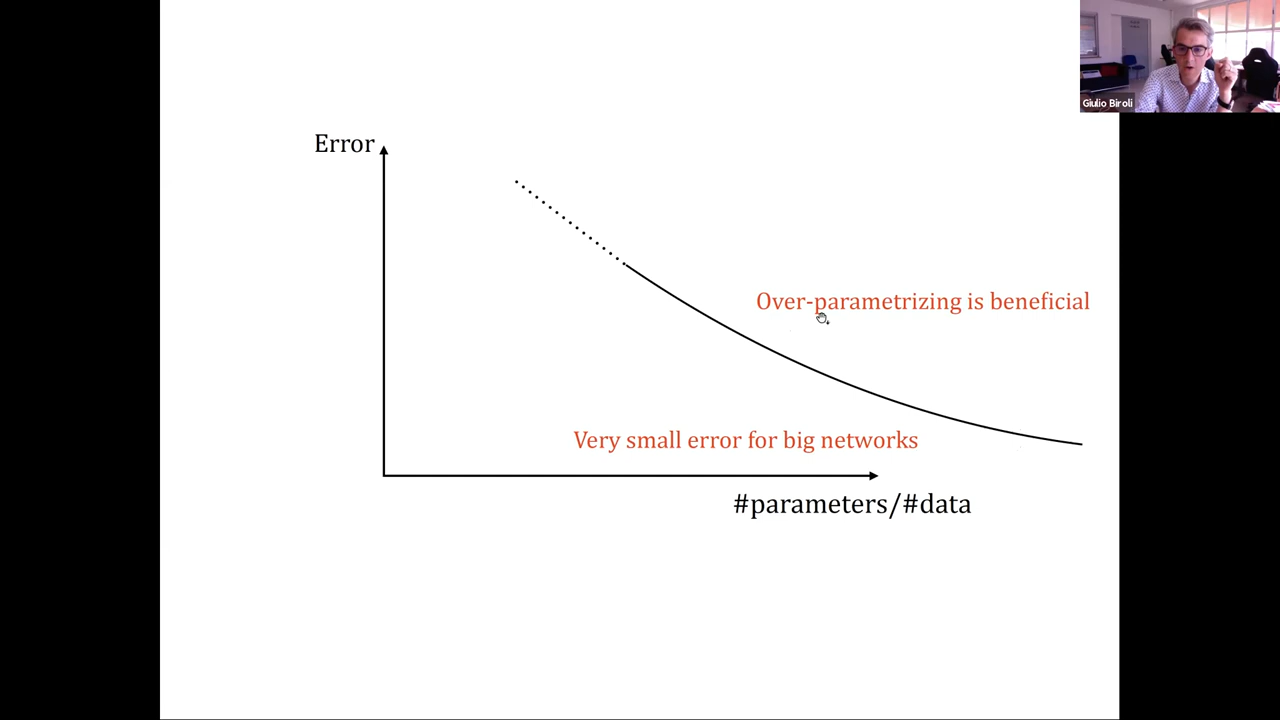 Giulio Biroli
Error
Over-parametrizing is beneficial
Very small error for big networks
#parameters/#data